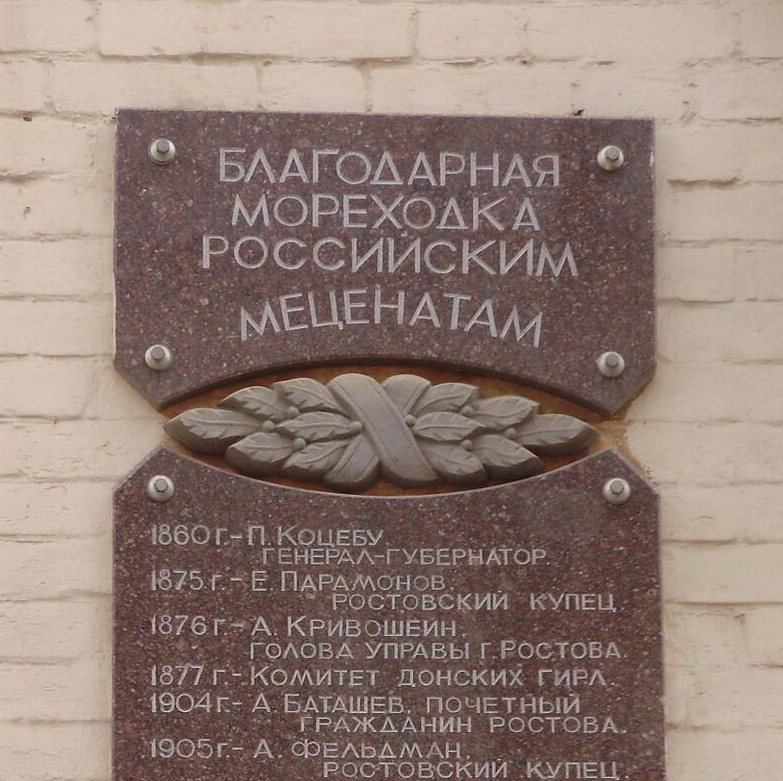 БЛАГОДАРНАЯ
МОРЕХОДКА
РОССИЙСКИМ
МЕЦЕНАТАМ
1860 г.- П. Коцебу
ГЕНЕРАЛ-ГУБЕРНАТОР.
1875 г.- Е. Парамонов.
РОСТОВСКИЙ КУПЕЦ.
1876 г.- А. Кривошеин.
ГОЛОВА УПРАВЫ г. Ростова.
1877 г.- Комитет донских гирл.
1904 г.- А. Баташев. почетный
ГРАЖДАНИН РОСТОВА.
1905 г.- А. Фельдман.
РОСТОВСКИЙ КУПЕЦ.